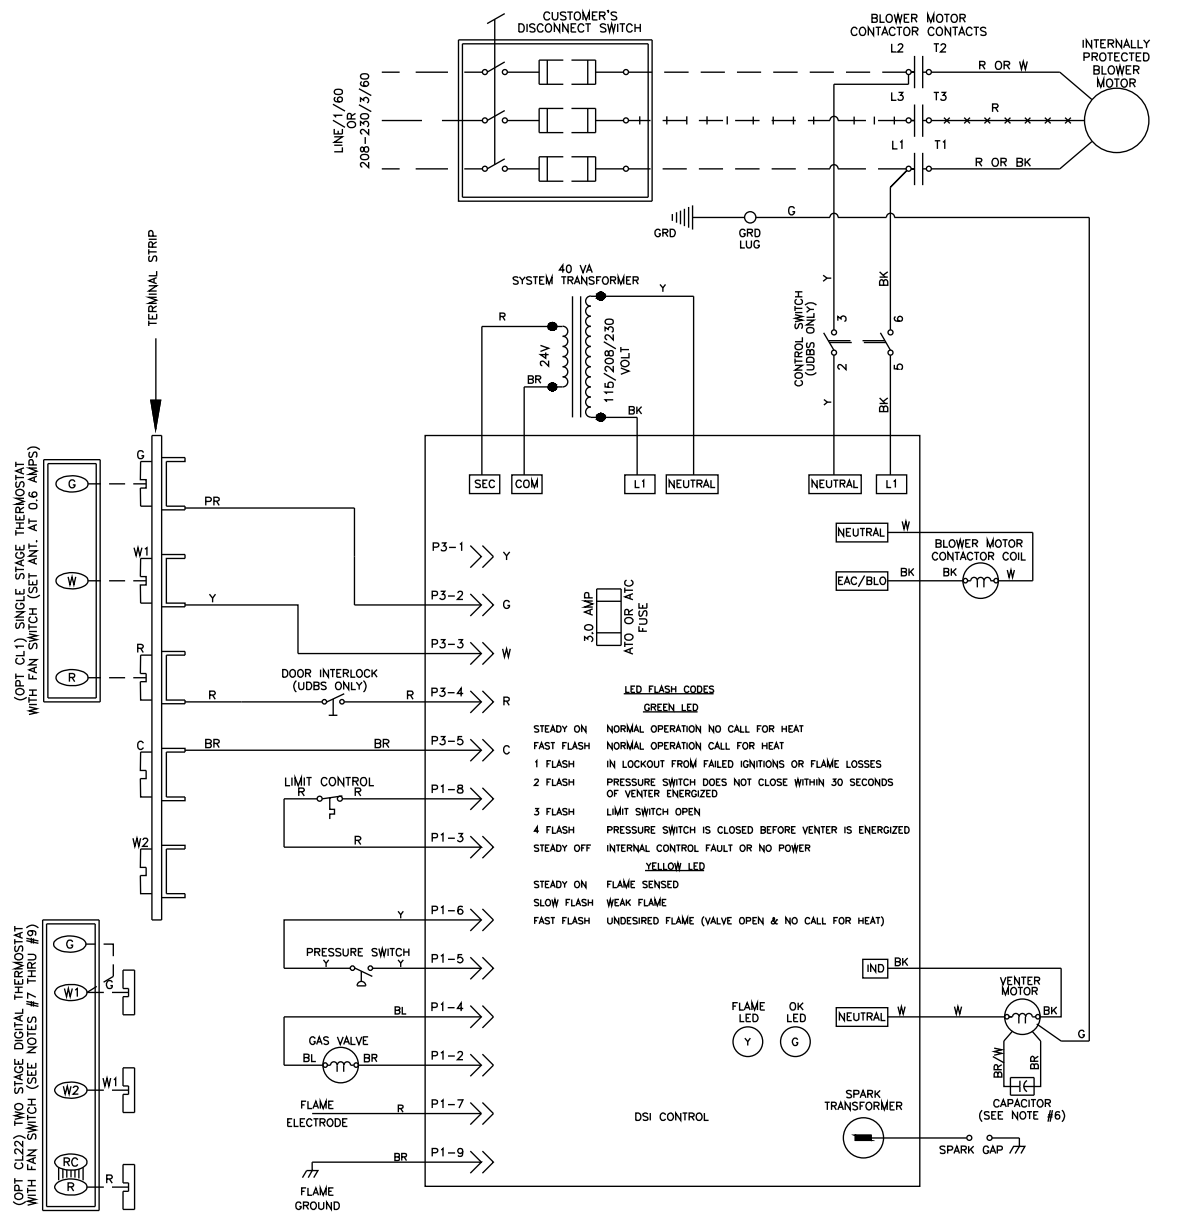 CUSTOMER'S
DISCONNECT SWITCH
BLOWER MOTOR
CONTACTOR CONTACTS
L2 T2
R OR W
INTERNALLY
PROTECTED
BLOWER
MOTOR
LINE/1/60
OR
208-230/3/60
L3 T3
R
L1 T1
R OR BK
GRD
GRD
LUG
G
TERMINAL STRIP
40 VA
SYSTEM TRANSFORMER
Y
R
24V
BR
115/208/230
VOLT
BK
Y
BK
CONTROL SWITCH
(UDBS ONLY)
3
6
2
5
Y
BK
SEC
COM
L1
NEUTRAL
NEUTRAL
L1
(OPT CL1) SINGLE STAGE THERMOSTAT
WITH FAN SWITCH (SET ANT. AT 0.6 AMPS)
G
W
R
G
PR
W1
Y
R
R
DOOR INTERLOCK
(UDBS ONLY)
R
C
BR
BR
W2
P3-1 Y
P3-2 G
P3-3 W
P3-4 R
P3-5 C
NEUTRAL
W
BLOWER MOTOR
CONTACTOR COIL
EAC/BLO
BK
BK
W
3.0 AMP
ATO OR ATC
FUSE
LED FLASH CODES
GREEN LED
STEADY ON NORMAL OPERATION NO CALL FOR HEAT
FAST FLASH NORMAL OPERATION CALL FOR HEAT
1 FLASH IN LOCKOUT FROM FAILED IGNITIONS OR FLAME LOSSES
2 FLASH PRESSURE SWITCH DOES NOT CLOSE WITHIN 30 SECONDS
OF VENTER ENERGIZED
3 FLASH LIMIT SWITCH OPEN
4 FLASH PRESSURE SWITCH IS CLOSED BEFORE VENTER IS ENERGIZED
STEADY OFF INTERNAL CONTROL FAULT OR NO POWER
YELLOW LED
STEADY ON FLAME SENSED
SLOW FLASH WEAK FLAME
FAST FLASH UNDESIRED FLAME (VALVE OPEN & NO CALL FOR HEAT)
LIMIT CONTROL
R R
P1-8
R
P1-3
Y
P1-6
PRESSURE SWITCH
Y Y
P1-5
BL
P1-4
GAS VALVE
BL BR
P1-2
FLAME
ELECTRODE
R
P1-7
BR
P1-9
FLAME
GROUND
(OPT CL22) TWO STAGE DIGITAL THERMOSTAT
WITH FAN SWITCH (SEE NOTES #7 THRU #9)
G
W1
G
W2
W1
RC
R
R
IND
BK
VENTER
MOTOR
NEUTRAL
W W
BK
G
FLAME
LED
OK
LED
Y
G
BR/W
BR
CAPACITOR
(SEE NOTE #6)
SPARK
TRANSFORMER
DSI CONTROL
SPARK GAP